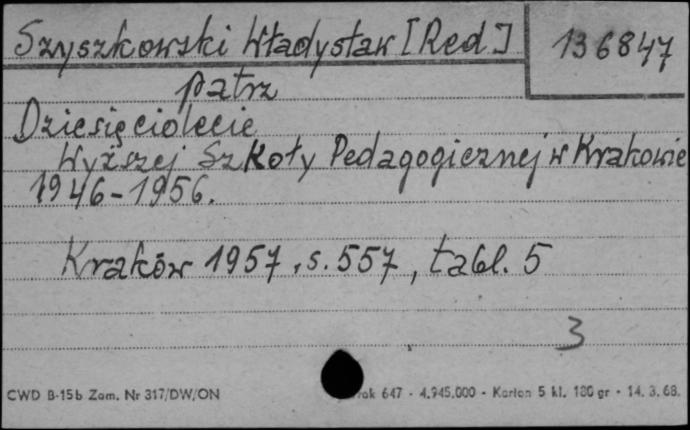 Szyszkowski Władysław [Red]
136847
patrz
Dziesięciolecie
Wyższej Szkoły Pedagogicznej w Krakowie
1946-1956.
Kraków 1957, s. 557, tabl. 5
3
CWD B-15b Zam. Nr 317/DW/ON 647 - 4.945.000 - Karton 5 kl. 180 gr - 14. 3. 68.